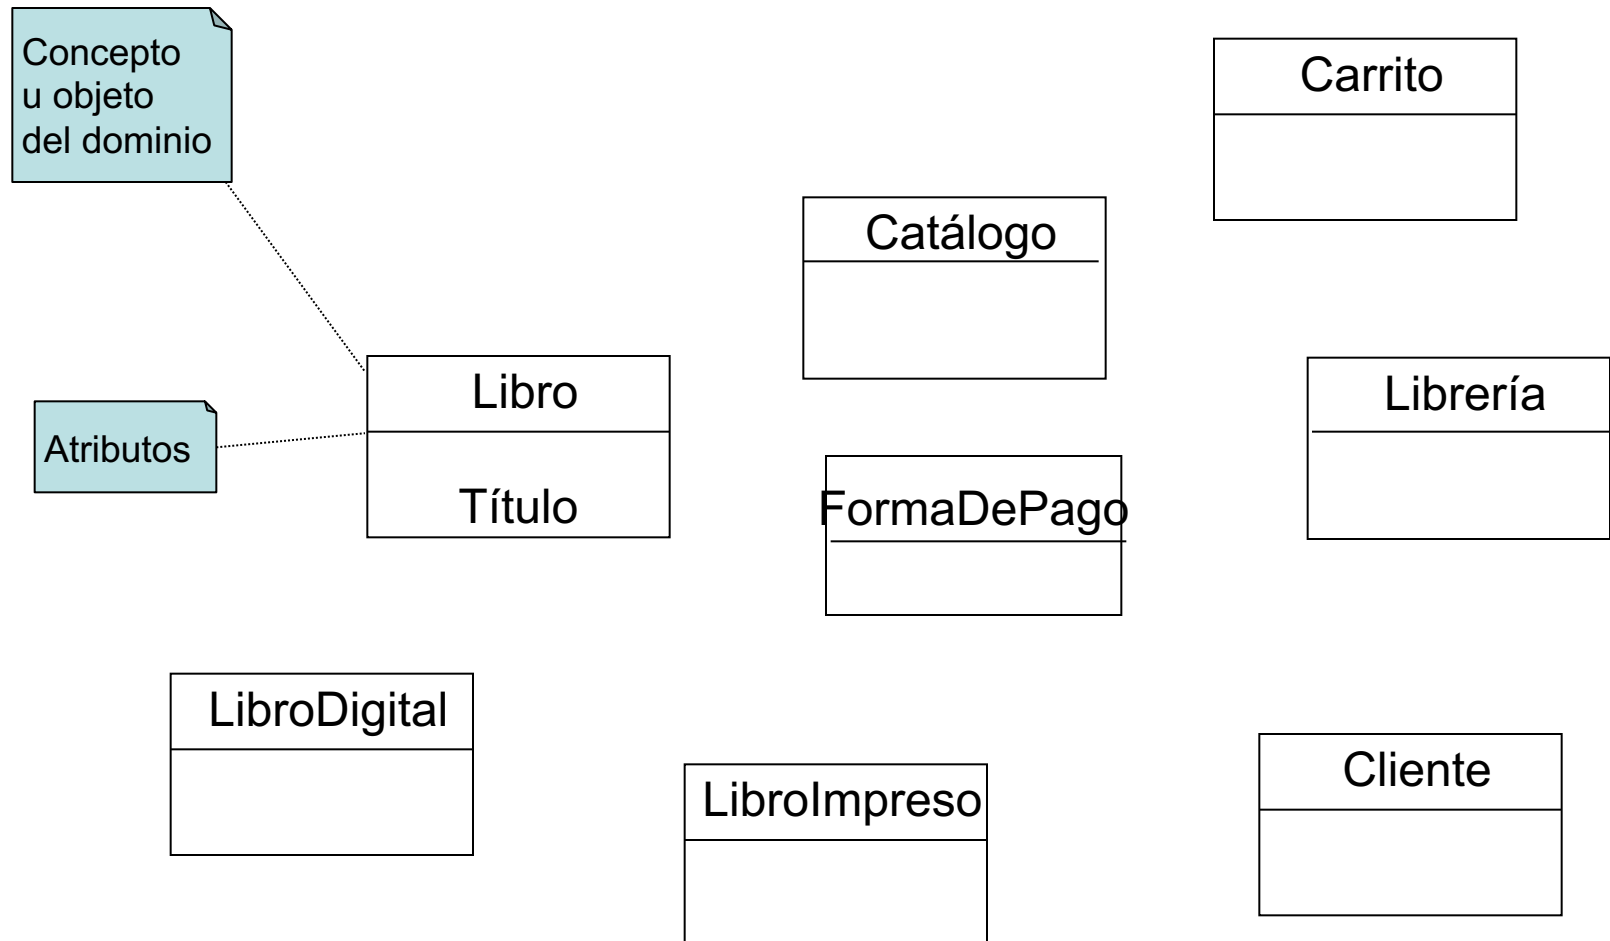 Concepto
u objeto
del dominio
Carrito
Catálogo
Libro
Librería
Atributos
Título
FormaDePago
LibroDigital
LibroImpreso
Cliente